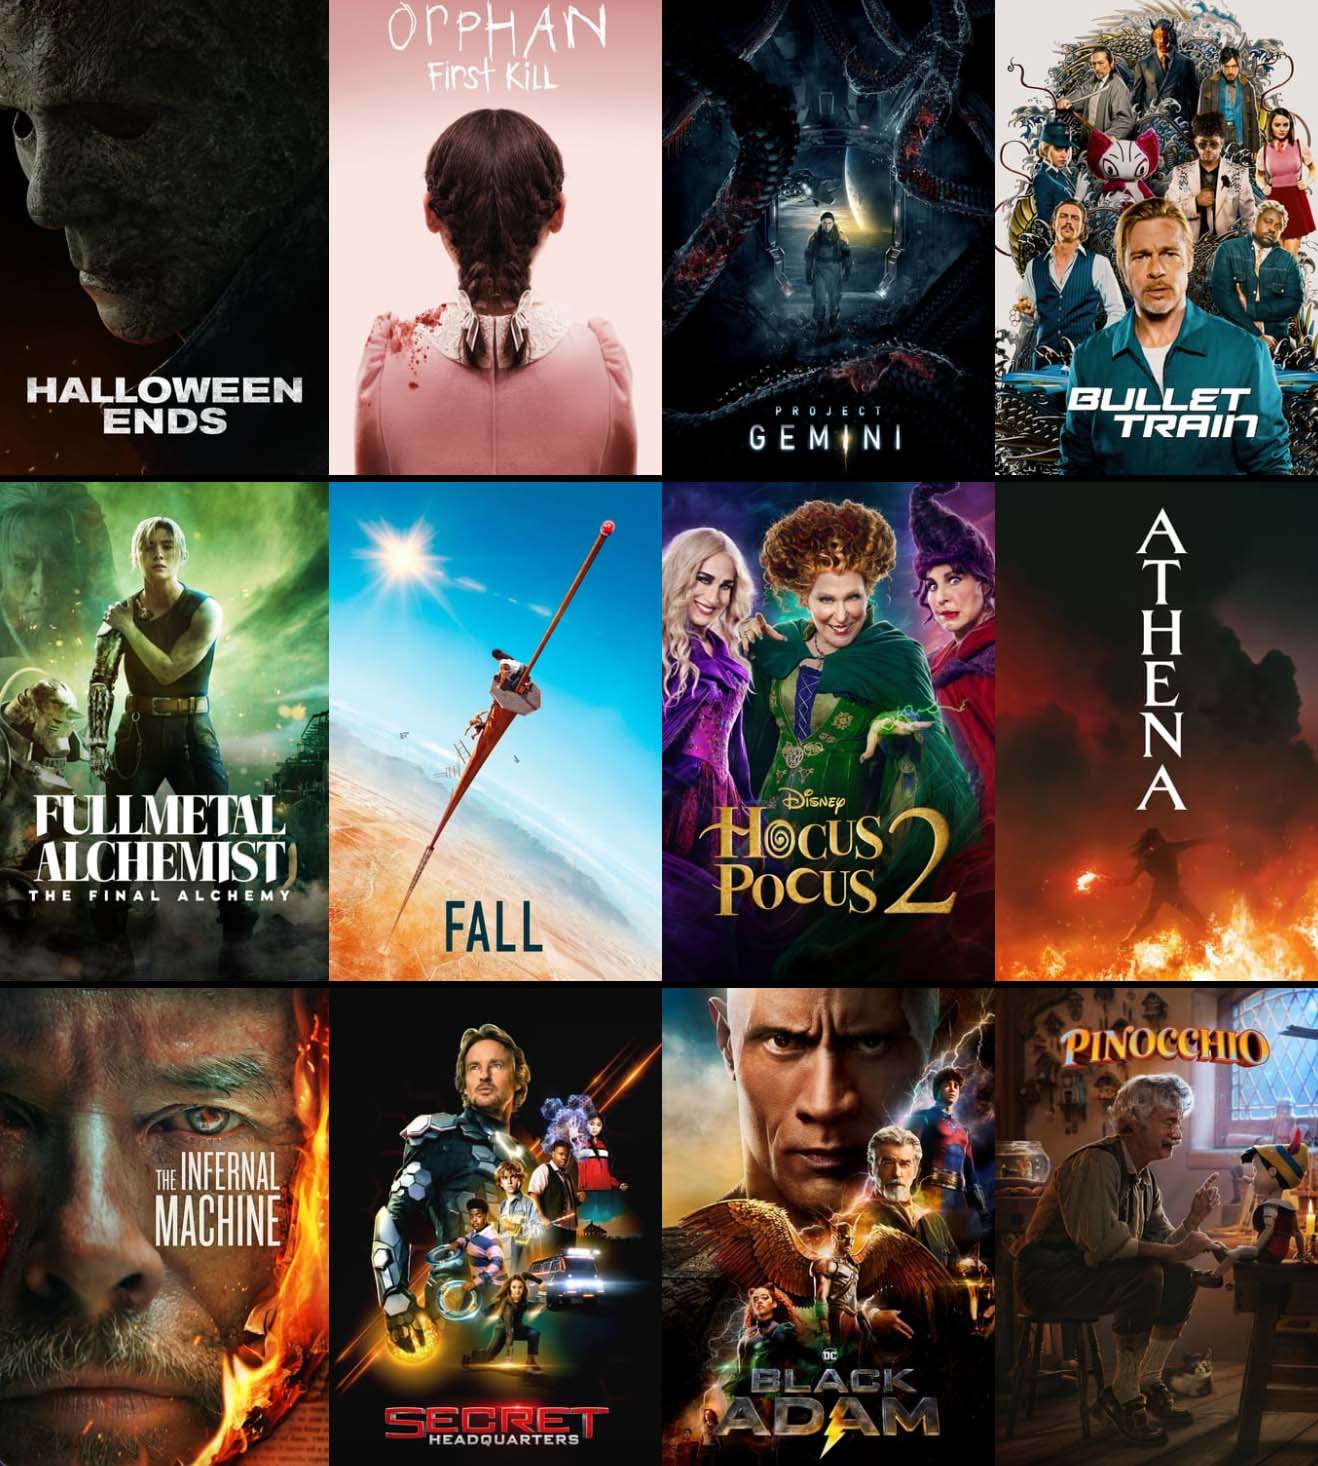 HALLOWEEN
ENDS
OrPHAN
First Kill
PROJECT
GEMINI
BULLET
TRAIN
FULLMETAL
ALCHEMIST
THE FINAL ALCHEMY
FALL
Disney
HOCUS
POCUS 2
ATHENA
THE INFERNAL
MACHINE
SECRET
HEADQUARTERS
DC
BLACK
ADAM
PINOCCHIO